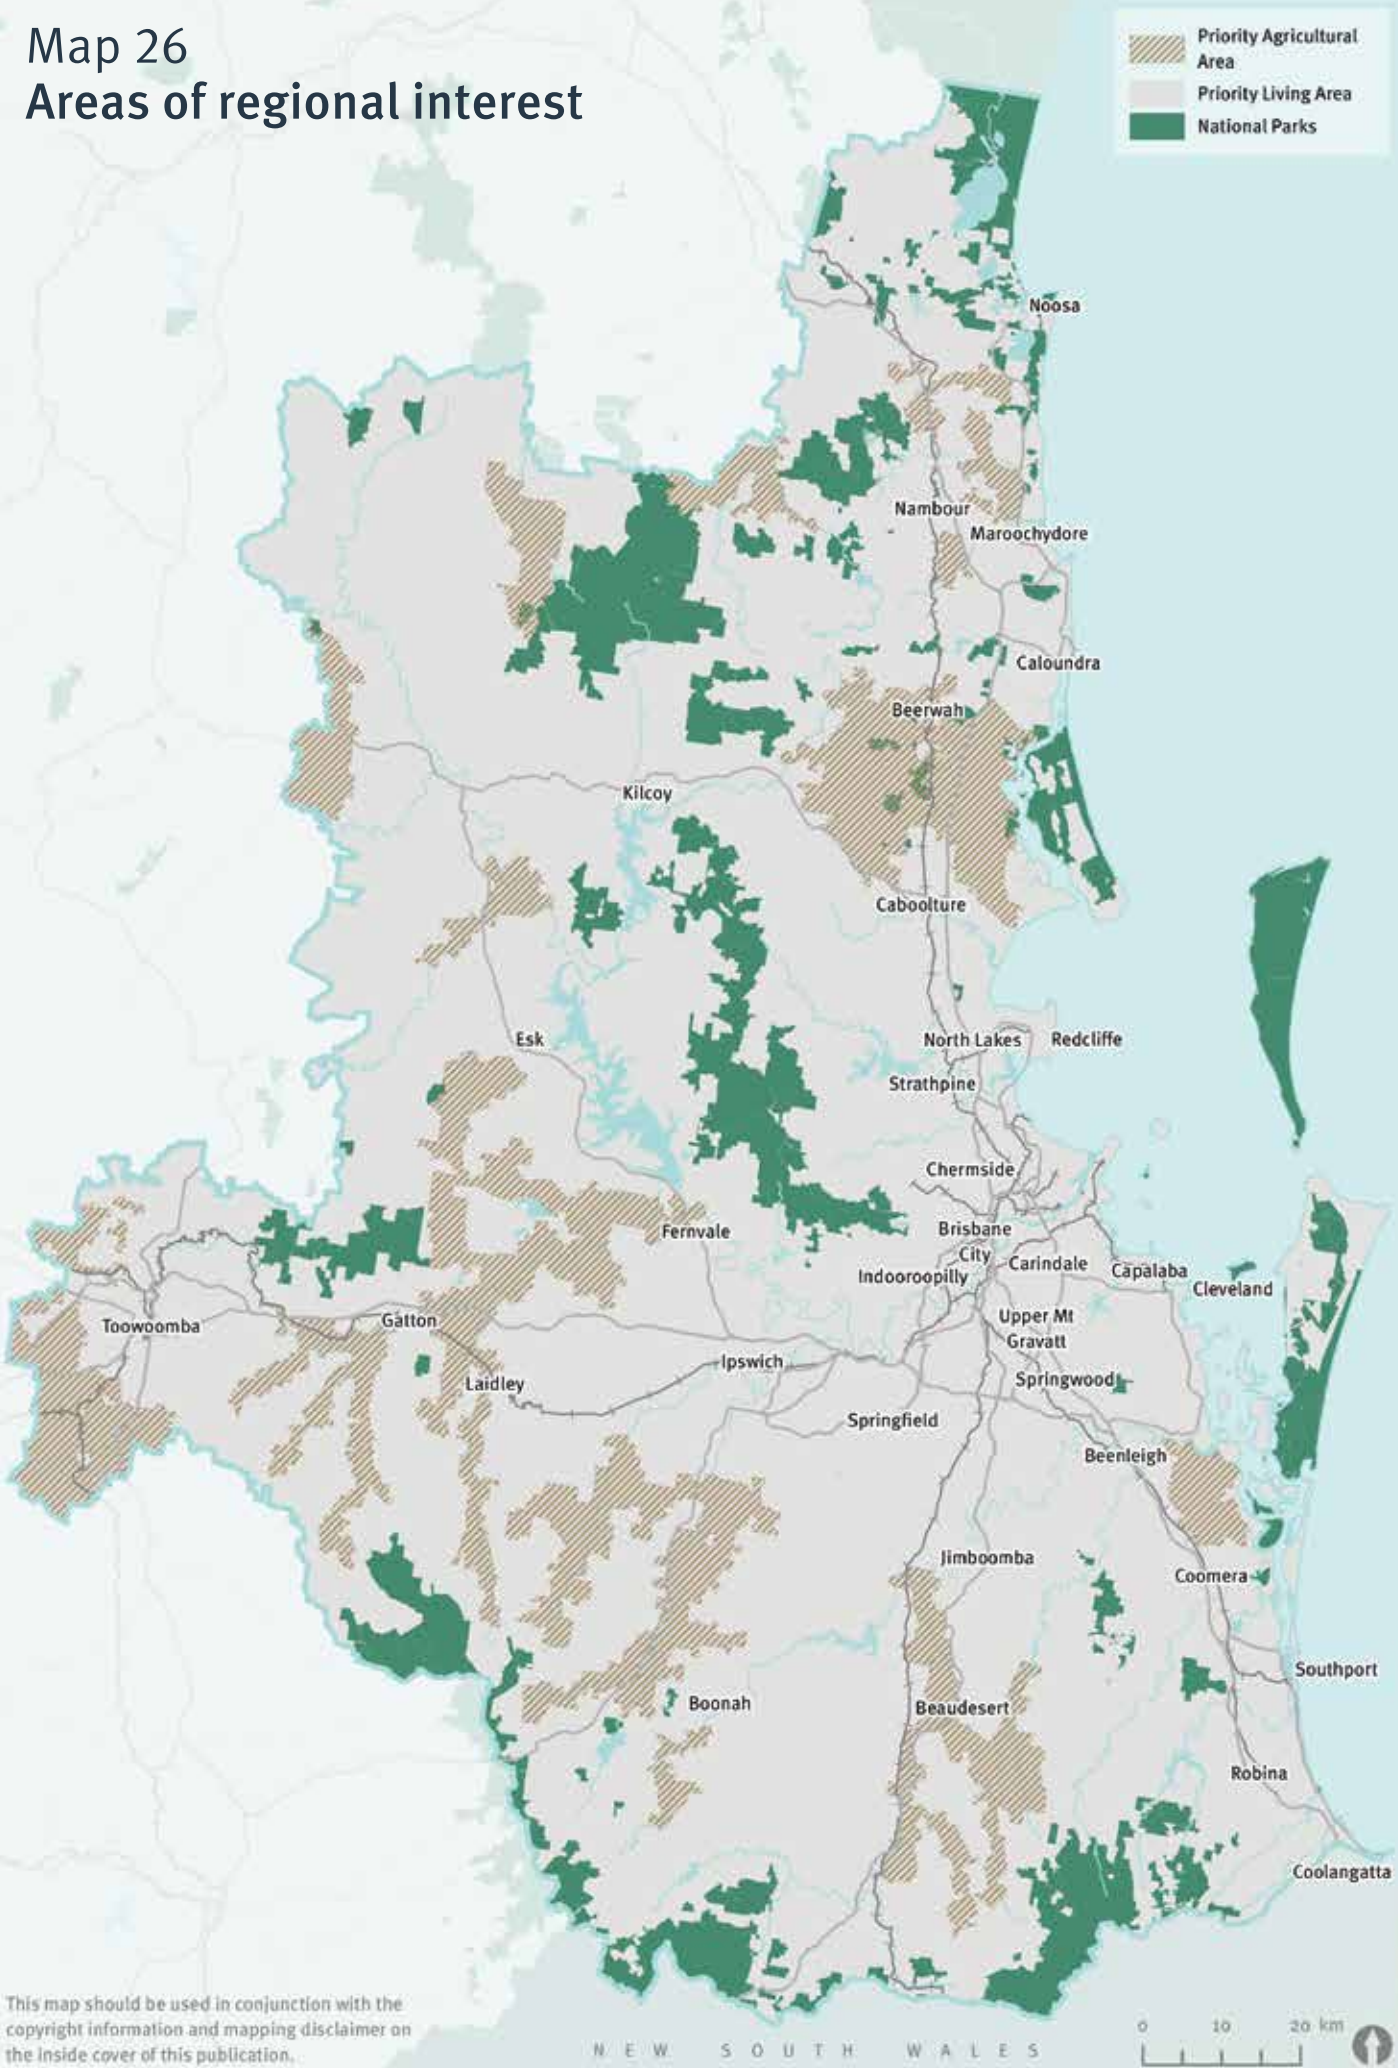 Map 26
Areas of regional interest
Priority Agricultural
Area
Priority Living Area
National Parks
Noosa
Nambour
Maroochydore
Caloundra
Beerwah
Kilcoy
Caboolture
Esk
North Lakes
Redcliffe
Strathpine
Chermside
Fernvale
Brisbane
City
Carindale
Capalaba
Indooroopilly
Cleveland
Toowoomba
Gatton
Upper Mt
Gravatt
Ipswich
Laidley
Springwood
Springfield
Beenleigh
Jimboomba
Coomera
Southport
Boonah
Beaudesert
Robina
Coolangatta
This map should be used in conjunction with the
copyright information and mapping disclaimer on
the inside cover of this publication.
NEW SOUTH WALES
0 10 20 km